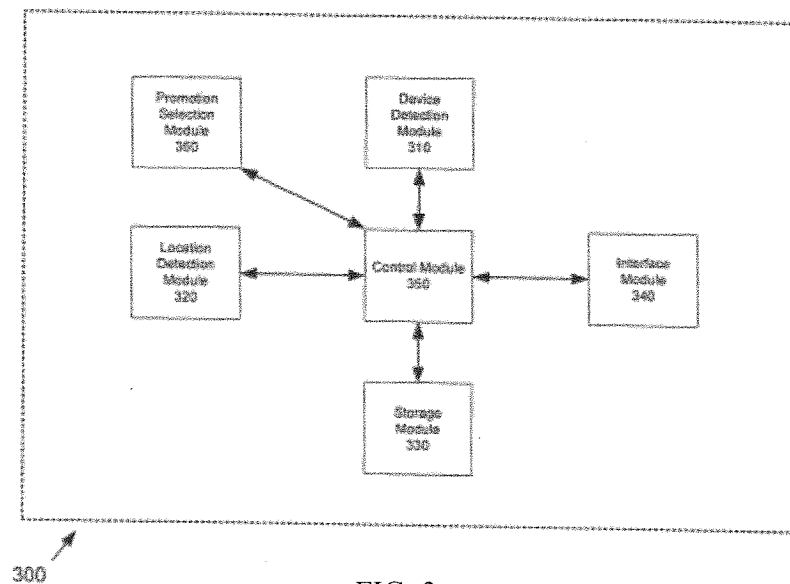 Promotion
Selection
Module
360
Device
Detection
Module
310
Location
Detection
Module
320
Control Module
350
Interface
Module
340
Storage
Module
330
300
FIG. 3